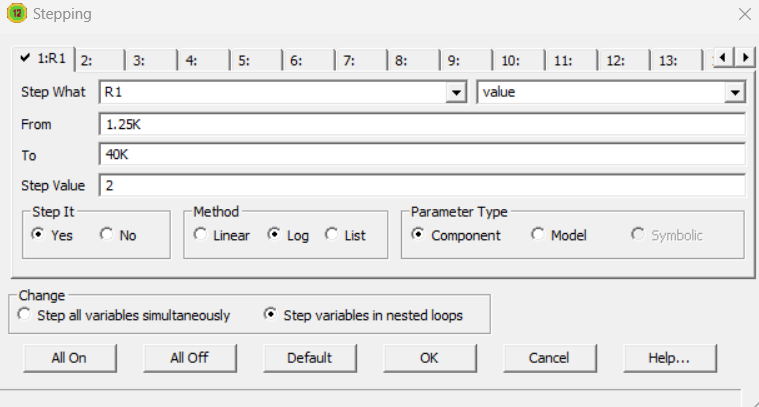 12 Stepping
1:R1 2: 3: 4: 5: 6: 7: 8: 9: 10: 11: 12: 13:
Step What R1 value
From 1.25K
To 40K
Step Value 2
Step It Method Parameter Type
Yes No Linear Log List Component Model Symbolic
Change
Step all variables simultaneously Step variables in nested loops
All On All Off Default OK Cancel Help...